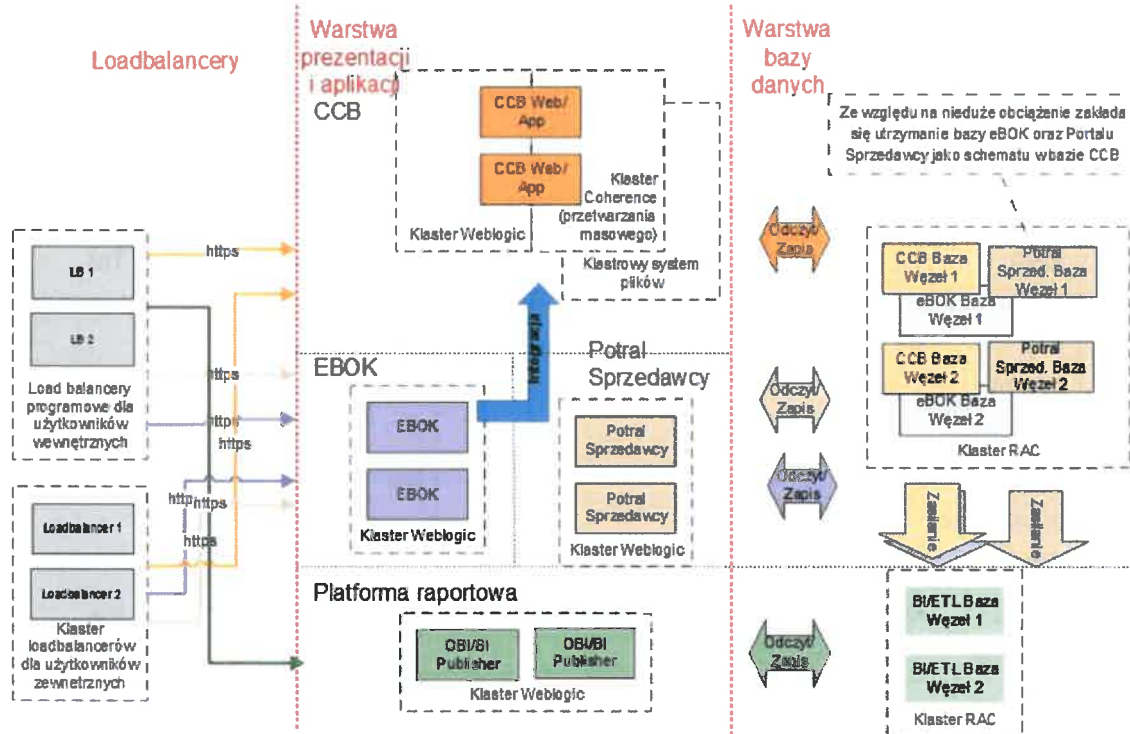 Loadbalancery
Warstwa
prezentacji
i aplikacji
Warstwa
bazy
danych
CCB
CCB Web/
App
CCB Web/
App
Klaster
Coherence
(przetwarzania
masowego)
Klaster Weblogic
Klastrowy system
plików
Ze względu na nieduże obciążenie zakłada
się utrzymanie bazy eBOK oraz Portalu
Sprzedawcy jako schematu w bazie CCB
LB 1
LB 2
Load balancery
programowe dla
użytkowników
wewnętrznych
https
https
https
https
https
http
https
https
Loadbalancer 1
Loadbalancer 2
Klaster
loadbalancerów
dla użytkowników
zewnetrznych
Integracja
EBOK
EBOK
EBOK
Klaster Weblogic
Potral
Sprzedawcy
Potral
Sprzedawcy
Potral
Sprzedawcy
Klaster Weblogic
Odczyt/
Zapis
Odczyt/
Zapis
Odczyt/
Zapis
CCB Baza
Węzeł 1
Potral
Sprzed. Baza
Węzeł 1
eBOK Baza
Węzeł 1
CCB Baza
Węzeł 2
Potral
Sprzed. Baza
Węzeł 2
eBOK Baza
Węzeł 2
Klaster RAC
Zasilanie
Zasilanie
Platforma raportowa
OBI/BI
Publisher
OBI/BI
Publisher
Klaster Weblogic
Odczyt/
Zapis
BI/ETL Baza
Węzeł 1
BI/ETL Baza
Węzeł 2
Klaster RAC